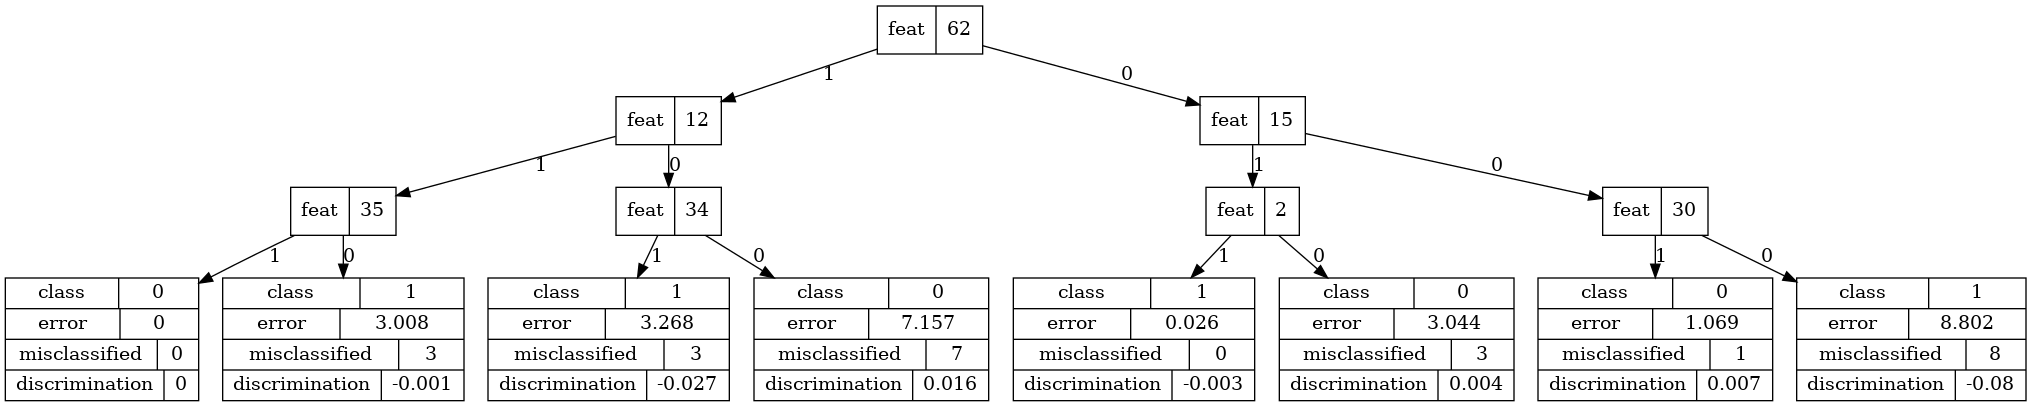 feat 62
1 0
feat 12 feat 15
1 0 1 0
feat 35 feat 34 feat 2 feat 30
1 0 1 0 1 0 1 0
class 0 class 1 class 1 class 0 class 1 class 0 class 0 class 1
error 0 error 3.008 error 3.268 error 7.157 error 0.026 error 3.044 error 1.069 error 8.802
misclassified 0 misclassified 3 misclassified 3 misclassified 7 misclassified 0 misclassified 3 misclassified 1 misclassified 8
discrimination 0 discrimination -0.001 discrimination -0.027 discrimination 0.016 discrimination -0.003 discrimination 0.004 discrimination 0.007 discrimination -0.08